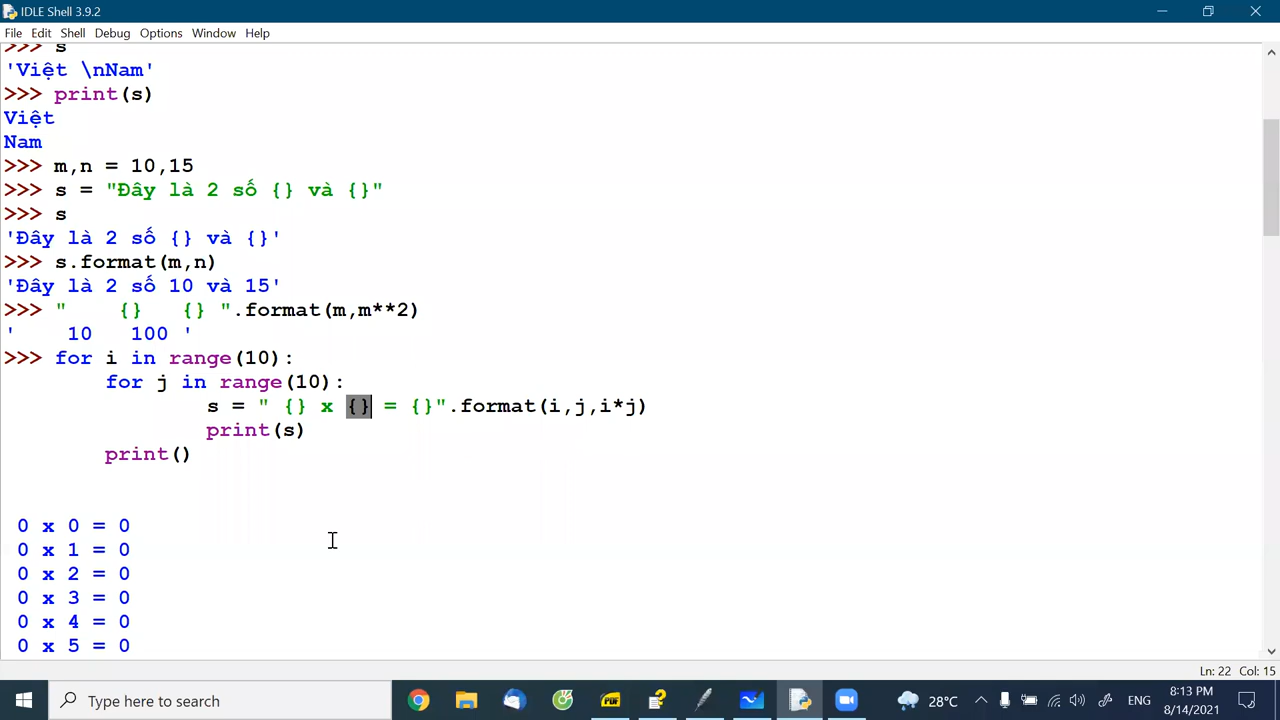 IDLE Shell 3.9.2
File Edit Shell Debug Options Window Help
>>> s
'Việt \nNam'
>>> print(s)
Việt
Nam
>>> m,n = 10,15
>>> s = "Đây là 2 số {} và {}"
>>> s
'Đây là 2 số {} và {}'
>>> s.format(m,n)
'Đây là 2 số 10 và 15'
>>> "    {}   {} ".format(m,m**2)
'    10   100 '
>>> for i in range(10):
        for j in range(10):
                s = " {} x {} = {}".format(i,j,i*j)
                print(s)
        print()
 0 x 0 = 0
 0 x 1 = 0
 0 x 2 = 0
 0 x 3 = 0
 0 x 4 = 0
 0 x 5 = 0
Ln: 22 Col: 15
Type here to search
PDF
28°C
ENG
8:13 PM
8/14/2021